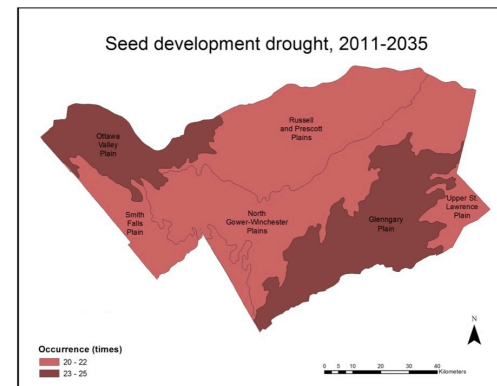 Seed development drought, 2011-2035
Ottawa
Valley
Plain
Russell
and Prescott
Plains
Smith
Falls
Plain
North
Gower-Winchester
Plains
Glenngary
Plain
Upper St.
Lawrence
Plain
N
Occurrence (times)
20 - 22
23 - 25
0 5 10 20 30 40
Kilometers